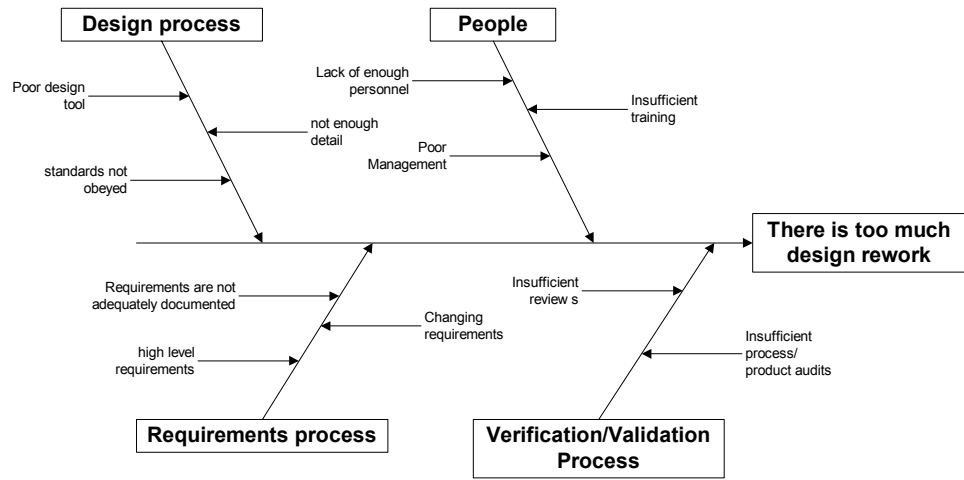 Design process
People
Poor design
tool
not enough
detail
standards not
obeyed
Lack of enough
personnel
Insufficient
training
Poor
Management
There is too much
design rework
Requirements are not
adequately documented
Changing
requirements
high level
requirements
Insufficient
review s
Insufficient
process/
product audits
Requirements process
Verification/Validation
Process